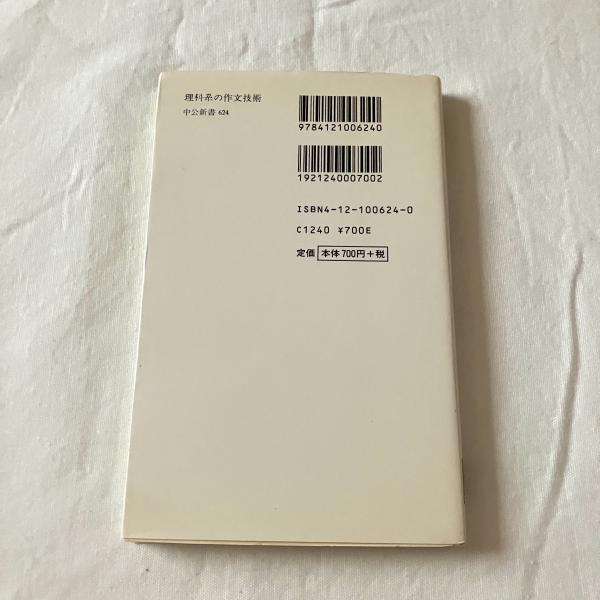 理科系の作文技術
中公新書 624
9784121006240
1921240007002
ISBN4-12-100624-0
C1240 ¥700E
定価 本体700円+税